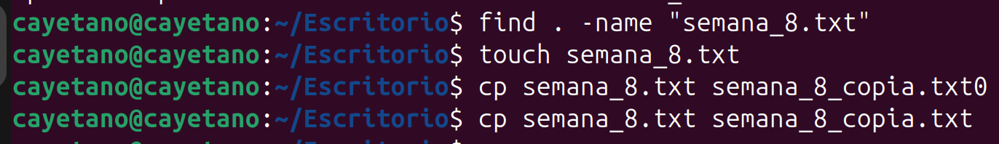 cayetano@cayetano:~/Escritorio$ find . -name "semana_8.txt"
cayetano@cayetano:~/Escritorio$ touch semana_8.txt
cayetano@cayetano:~/Escritorio$ cp semana_8.txt semana_8_copia.txt0
cayetano@cayetano:~/Escritorio$ cp semana_8.txt semana_8_copia.txt